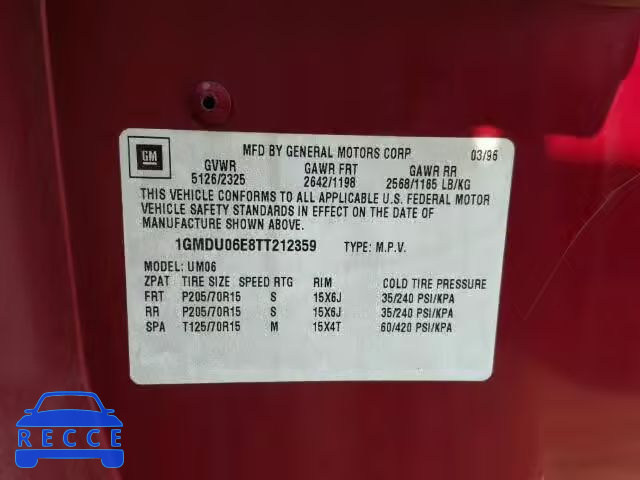 GM
MFD BY GENERAL MOTORS CORP 03/96
GVWR GAWR FRT GAWR RR
5126/2325 2642/1198 2568/1165 LB/KG
THIS VEHICLE CONFORMS TO ALL APPLICABLE U.S. FEDERAL MOTOR
VEHICLE SAFETY STANDARDS IN EFFECT ON THE DATE OF
MANUFACTURE SHOWN ABOVE.
1GMDU06E8TT212359 TYPE: M.P.V.
MODEL: UM06
ZPAT TIRE SIZE SPEED RTG RIM COLD TIRE PRESSURE
FRT P205/70R15 S 15X6J 35/240 PSI/KPA
RR P205/70R15 S 15X6J 35/240 PSI/KPA
SPA T125/70R15 M 15X4T 60/420 PSI/KPA
RECCE